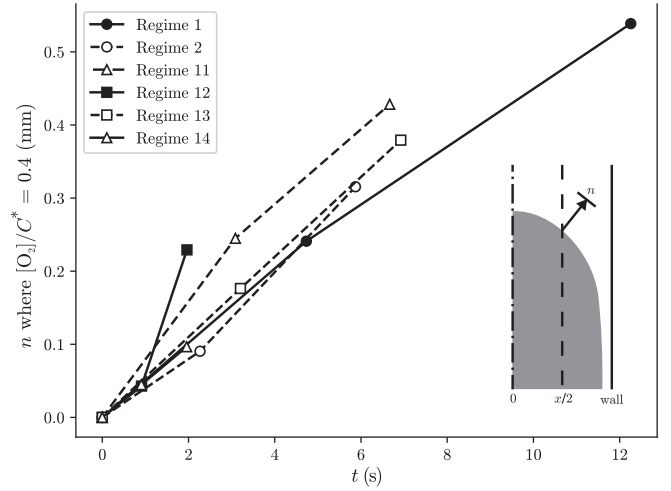 Regime 1
Regime 2
Regime 11
Regime 12
Regime 13
Regime 14
n where [O₂]/C* = 0.4 (mm)
0.5
0.4
0.3
0.2
0.1
0.0
0 2 4 6 8 10 12
t (s)
n
0 x/2 wall